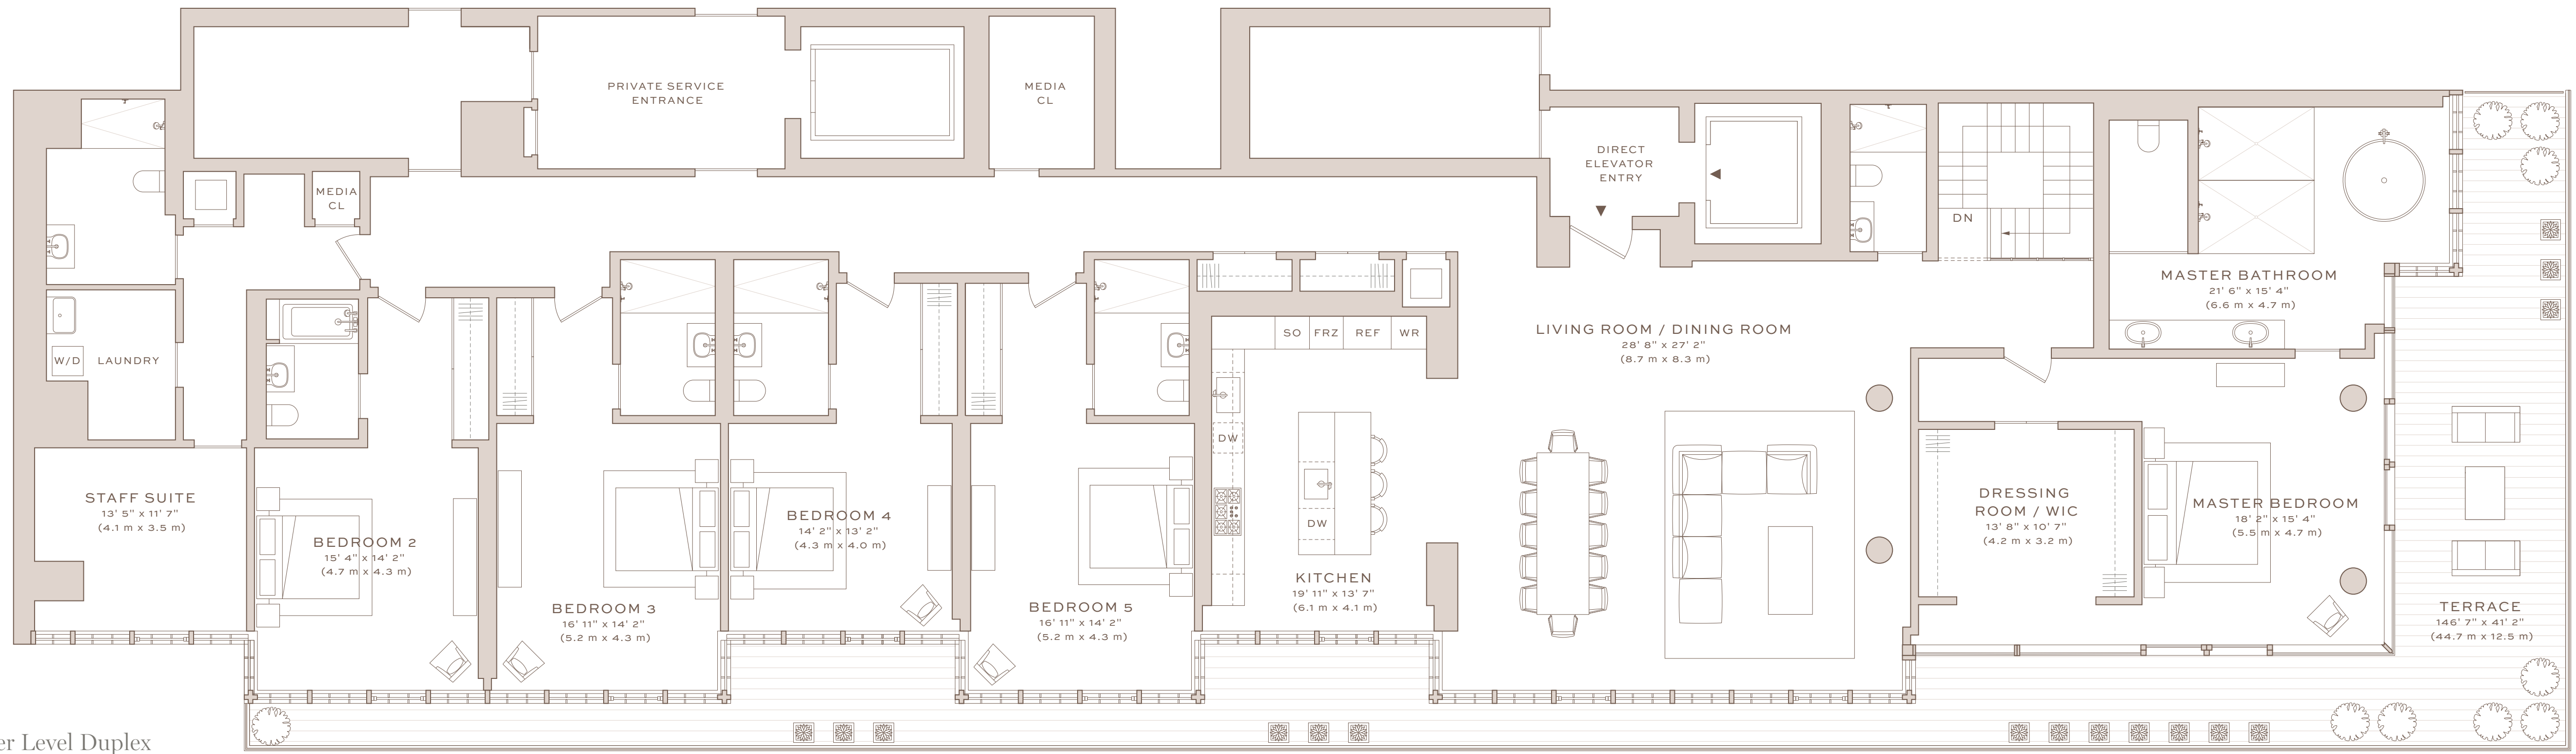 PRIVATE SERVICE
ENTRANCE
MEDIA
CL
DIRECT
ELEVATOR
ENTRY
MEDIA
CL
DN
MASTER BATHROOM
21' 6" x 15' 4"
(6.6 m x 4.7 m)
W/D
LAUNDRY
SO
FRZ
REF
WR
LIVING ROOM / DINING ROOM
28' 8" x 27' 2"
(8.7 m x 8.3 m)
DW
DW
STAFF SUITE
13' 5" x 11' 7"
(4.1 m x 3.5 m)
BEDROOM 2
15' 4" x 14' 2"
(4.7 m x 4.3 m)
BEDROOM 3
16' 11" x 14' 2"
(5.2 m x 4.3 m)
BEDROOM 4
14' 2" x 13' 2"
(4.3 m x 4.0 m)
BEDROOM 5
16' 11" x 14' 2"
(5.2 m x 4.3 m)
KITCHEN
19' 11" x 13' 7"
(6.1 m x 4.1 m)
DRESSING
ROOM / WIC
13' 8" x 10' 7"
(4.2 m x 3.2 m)
MASTER BEDROOM
18' 2" x 15' 4"
(5.5 m x 4.7 m)
TERRACE
146' 7" x 41' 2"
(44.7 m x 12.5 m)
er Level Duplex